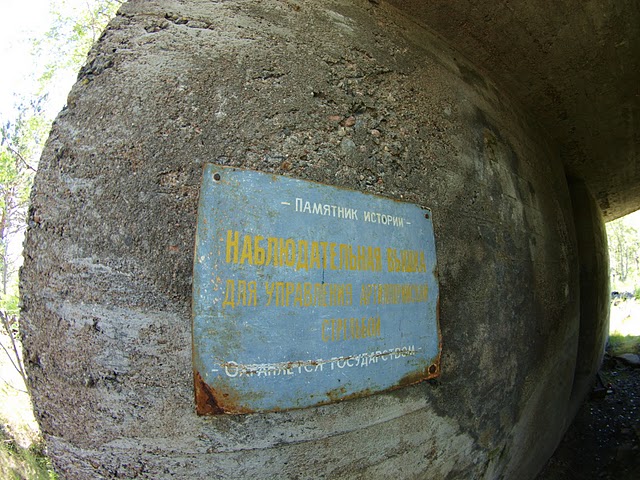 - ПАМЯТНИК ИСТОРИИ -
НАБЛЮДАТЕЛЬНАЯ ВЫШКА
ДЛЯ УПРАВЛЕНИЯ АРТИЛЛЕРИЙСКОЙ
СТРЕЛЬБОЙ
- ОХРАНЯЕТСЯ ГОСУДАРСТВОМ -